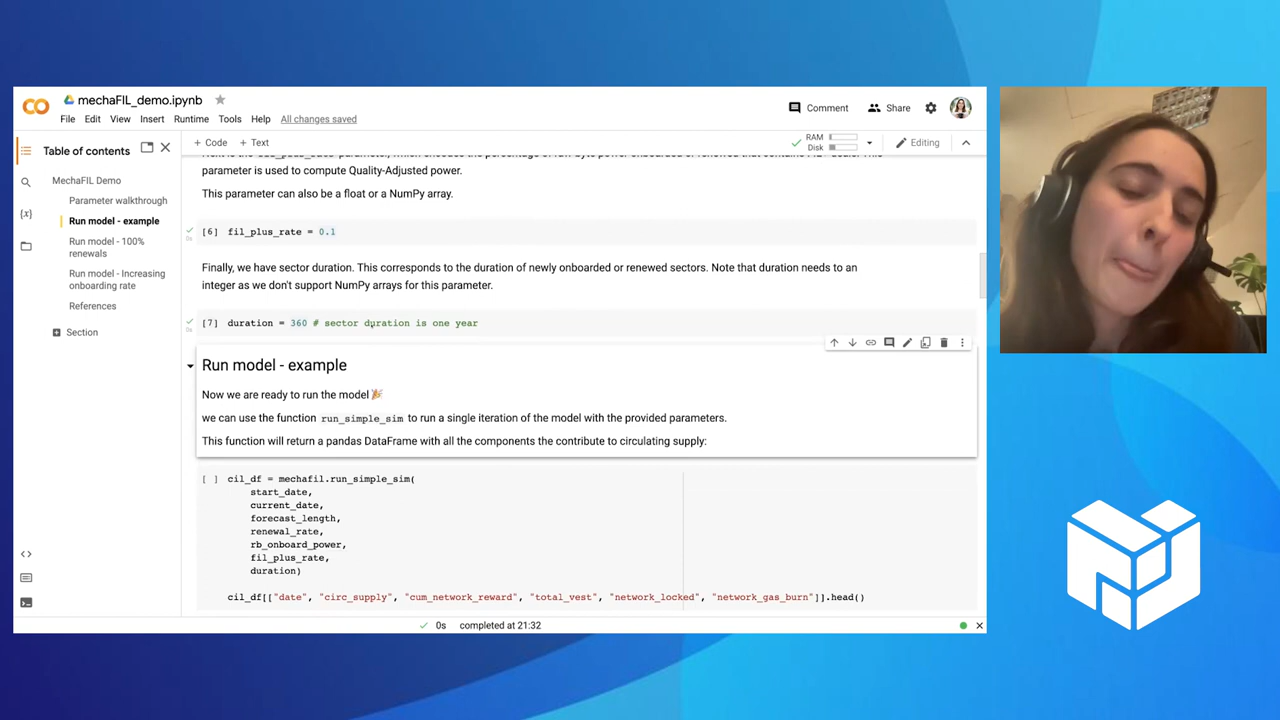 mechaFIL_demo.ipynb
File Edit View Insert Runtime Tools Help All changes saved
Comment Share
+ Code + Text
RAM
Disk
Editing
Table of contents
MechaFIL Demo
Parameter walkthrough
Run model - example
Run model - 100%
renewals
Run model - Increasing
onboarding rate
References
Section
parameter is used to compute Quality-Adjusted power.
This parameter can also be a float or a NumPy array.
[6] fil_plus_rate = 0.1
0s
Finally, we have sector duration. This corresponds to the duration of newly onboarded or renewed sectors. Note that duration needs to an
integer as we don't support NumPy arrays for this parameter.
[7] duration = 360 # sector duration is one year
0s
Run model - example
Now we are ready to run the model 🎉
we can use the function run_simple_sim to run a single iteration of the model with the provided parameters.
This function will return a pandas DataFrame with all the components the contribute to circulating supply:
[ ] cil_df = mechafil.run_simple_sim(
start_date,
current_date,
forecast_length,
renewal_rate,
rb_onboard_power,
fil_plus_rate,
duration)
cil_df[["date", "circ_supply", "cum_network_reward", "total_vest", "network_locked", "network_gas_burn"]].head()
0s completed at 21:32